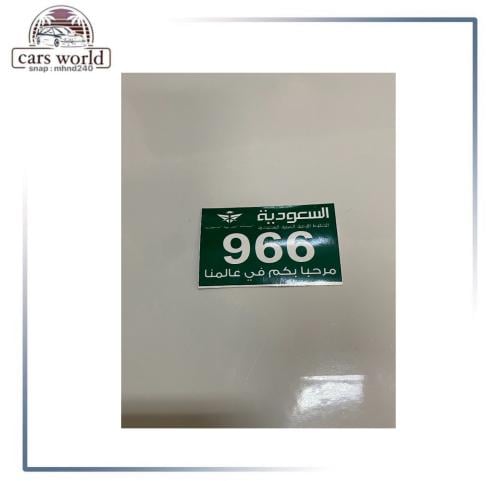 cars world
snap : mhnd240
السعودية
966
مرحبا بكم في عالمنا